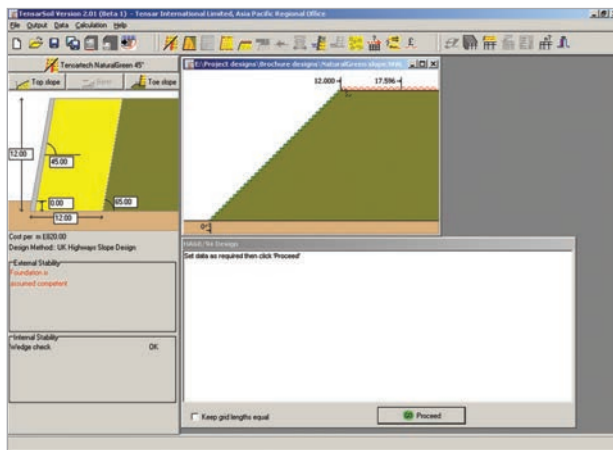 TensarSoil Version 2.01 (Beta 1) - Tensar International Limited, Asia Pacific Regional Office
File Output Data Calculation Help
Tensartech NaturalGreen 45°
Top slope
Toe slope
12.00
45.00
0.00
65.00
12.00
Cost per m £820.00
Design Method: UK Highways Slope Design
External Stability
Foundation is
assumed competent
Internal Stability
Wedge check OK
12.000
17.596
0
Set data as required then click 'Proceed'
Keep grid lengths equal
GO Proceed